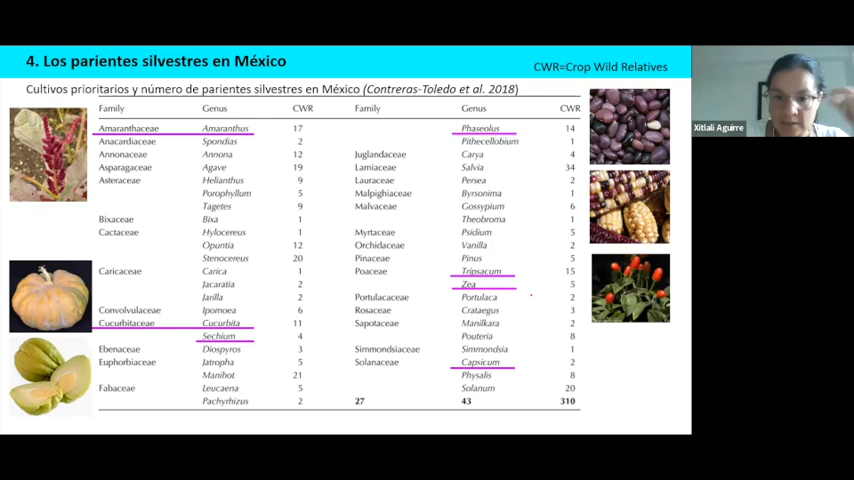 4. Los parientes silvestres en México
CWR=Crop Wild Relatives
Cultivos prioritarios y número de parientes silvestres en México (Contreras-Toledo et al. 2018)
Family Genus CWR Family Genus CWR
Amaranthaceae Amaranthus 17 Phaseolus 14
Anacardiaceae Spondias 2 Pithecellobium 1
Annonaceae Annona 12 Juglandaceae Carya 4
Asparagaceae Agave 19 Lamiaceae Salvia 34
Asteraceae Helianthus 9 Lauraceae Persea 2
Porophyllum 5 Malpighiaceae Byrsonima 1
Tagetes 9 Malvaceae Gossypium 6
Bixaceae Bixa 1 Theobroma 1
Cactaceae Hylocereus 1 Myrtaceae Psidium 5
Opuntia 12 Orchidaceae Vanilla 2
Stenocereus 20 Pinaceae Pinus 5
Caricaceae Carica 1 Poaceae Tripsacum 15
Jacaratia 2 Zea 5
Jarilla 2 Portulacaceae Portulaca 2
Convolvulaceae Ipomoea 6 Rosaceae Crataegus 3
Cucurbitaceae Cucurbita 11 Sapotaceae Manilkara 2
Sechium 4 Pouteria 8
Ebenaceae Diospyros 3 Simmondsiaceae Simmondsia 1
Euphorbiaceae Jatropha 5 Solanaceae Capsicum 2
Manihot 21 Physalis 8
Fabaceae Leucaena 5 Solanum 20
Pachyrhizus 2 27 43 310
Xitlali Aguirre